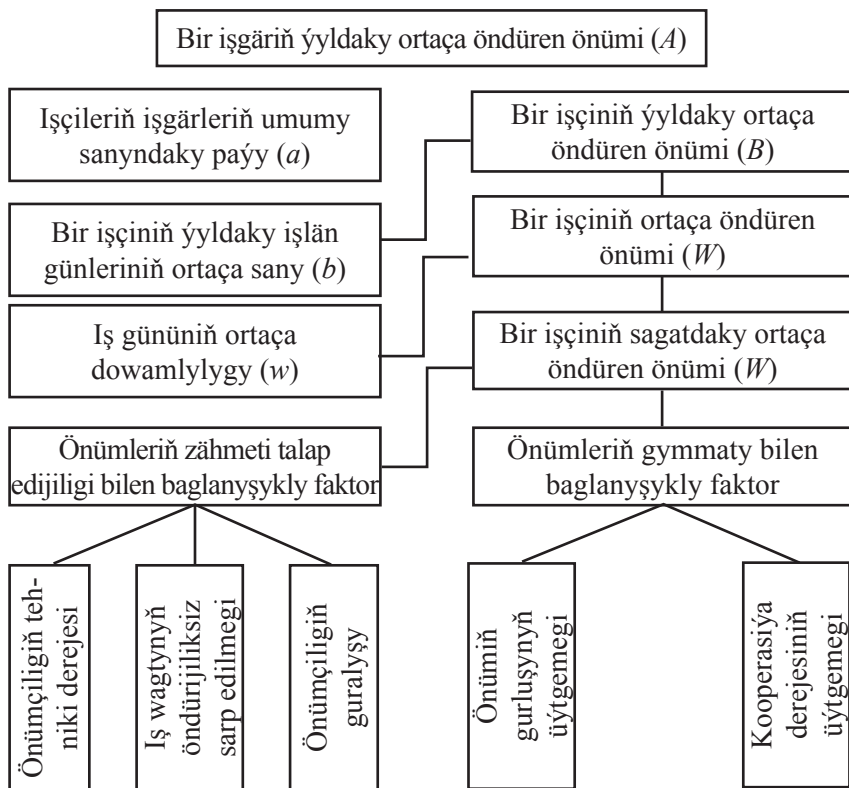 Bir işgäriň ýyldaky ortaça öndüren önümi (A)
Işçileriň işgärleriň umumy
sanyndaky paýy (a)
Bir işçiniň ýyldaky ortaça
öndüren önümi (B)
Bir işçiniň ýyldaky işlän
günleriniň ortaça sany (b)
Bir işçiniň ortaça öndüren
önümi (W)
Iş gününiň ortaça
dowamlylygy (w)
Bir işçiniň sagatdaky ortaça
öndüren önümi (W)
Önümleriň zähmeti talap
edijiligi bilen baglanyşykly faktor
Önümleriň gymmaty bilen
baglanyşykly faktor
Önümçiligiň teh-
niki derejesi
Iş wagtynyň
öndürijiliksiz
sarp edilmegi
Önümçiligiň
guralyşy
Önümiň
gurluşynyň
üýtgemegi
Kooperasiýa
derejesiniň
üýtgemegi